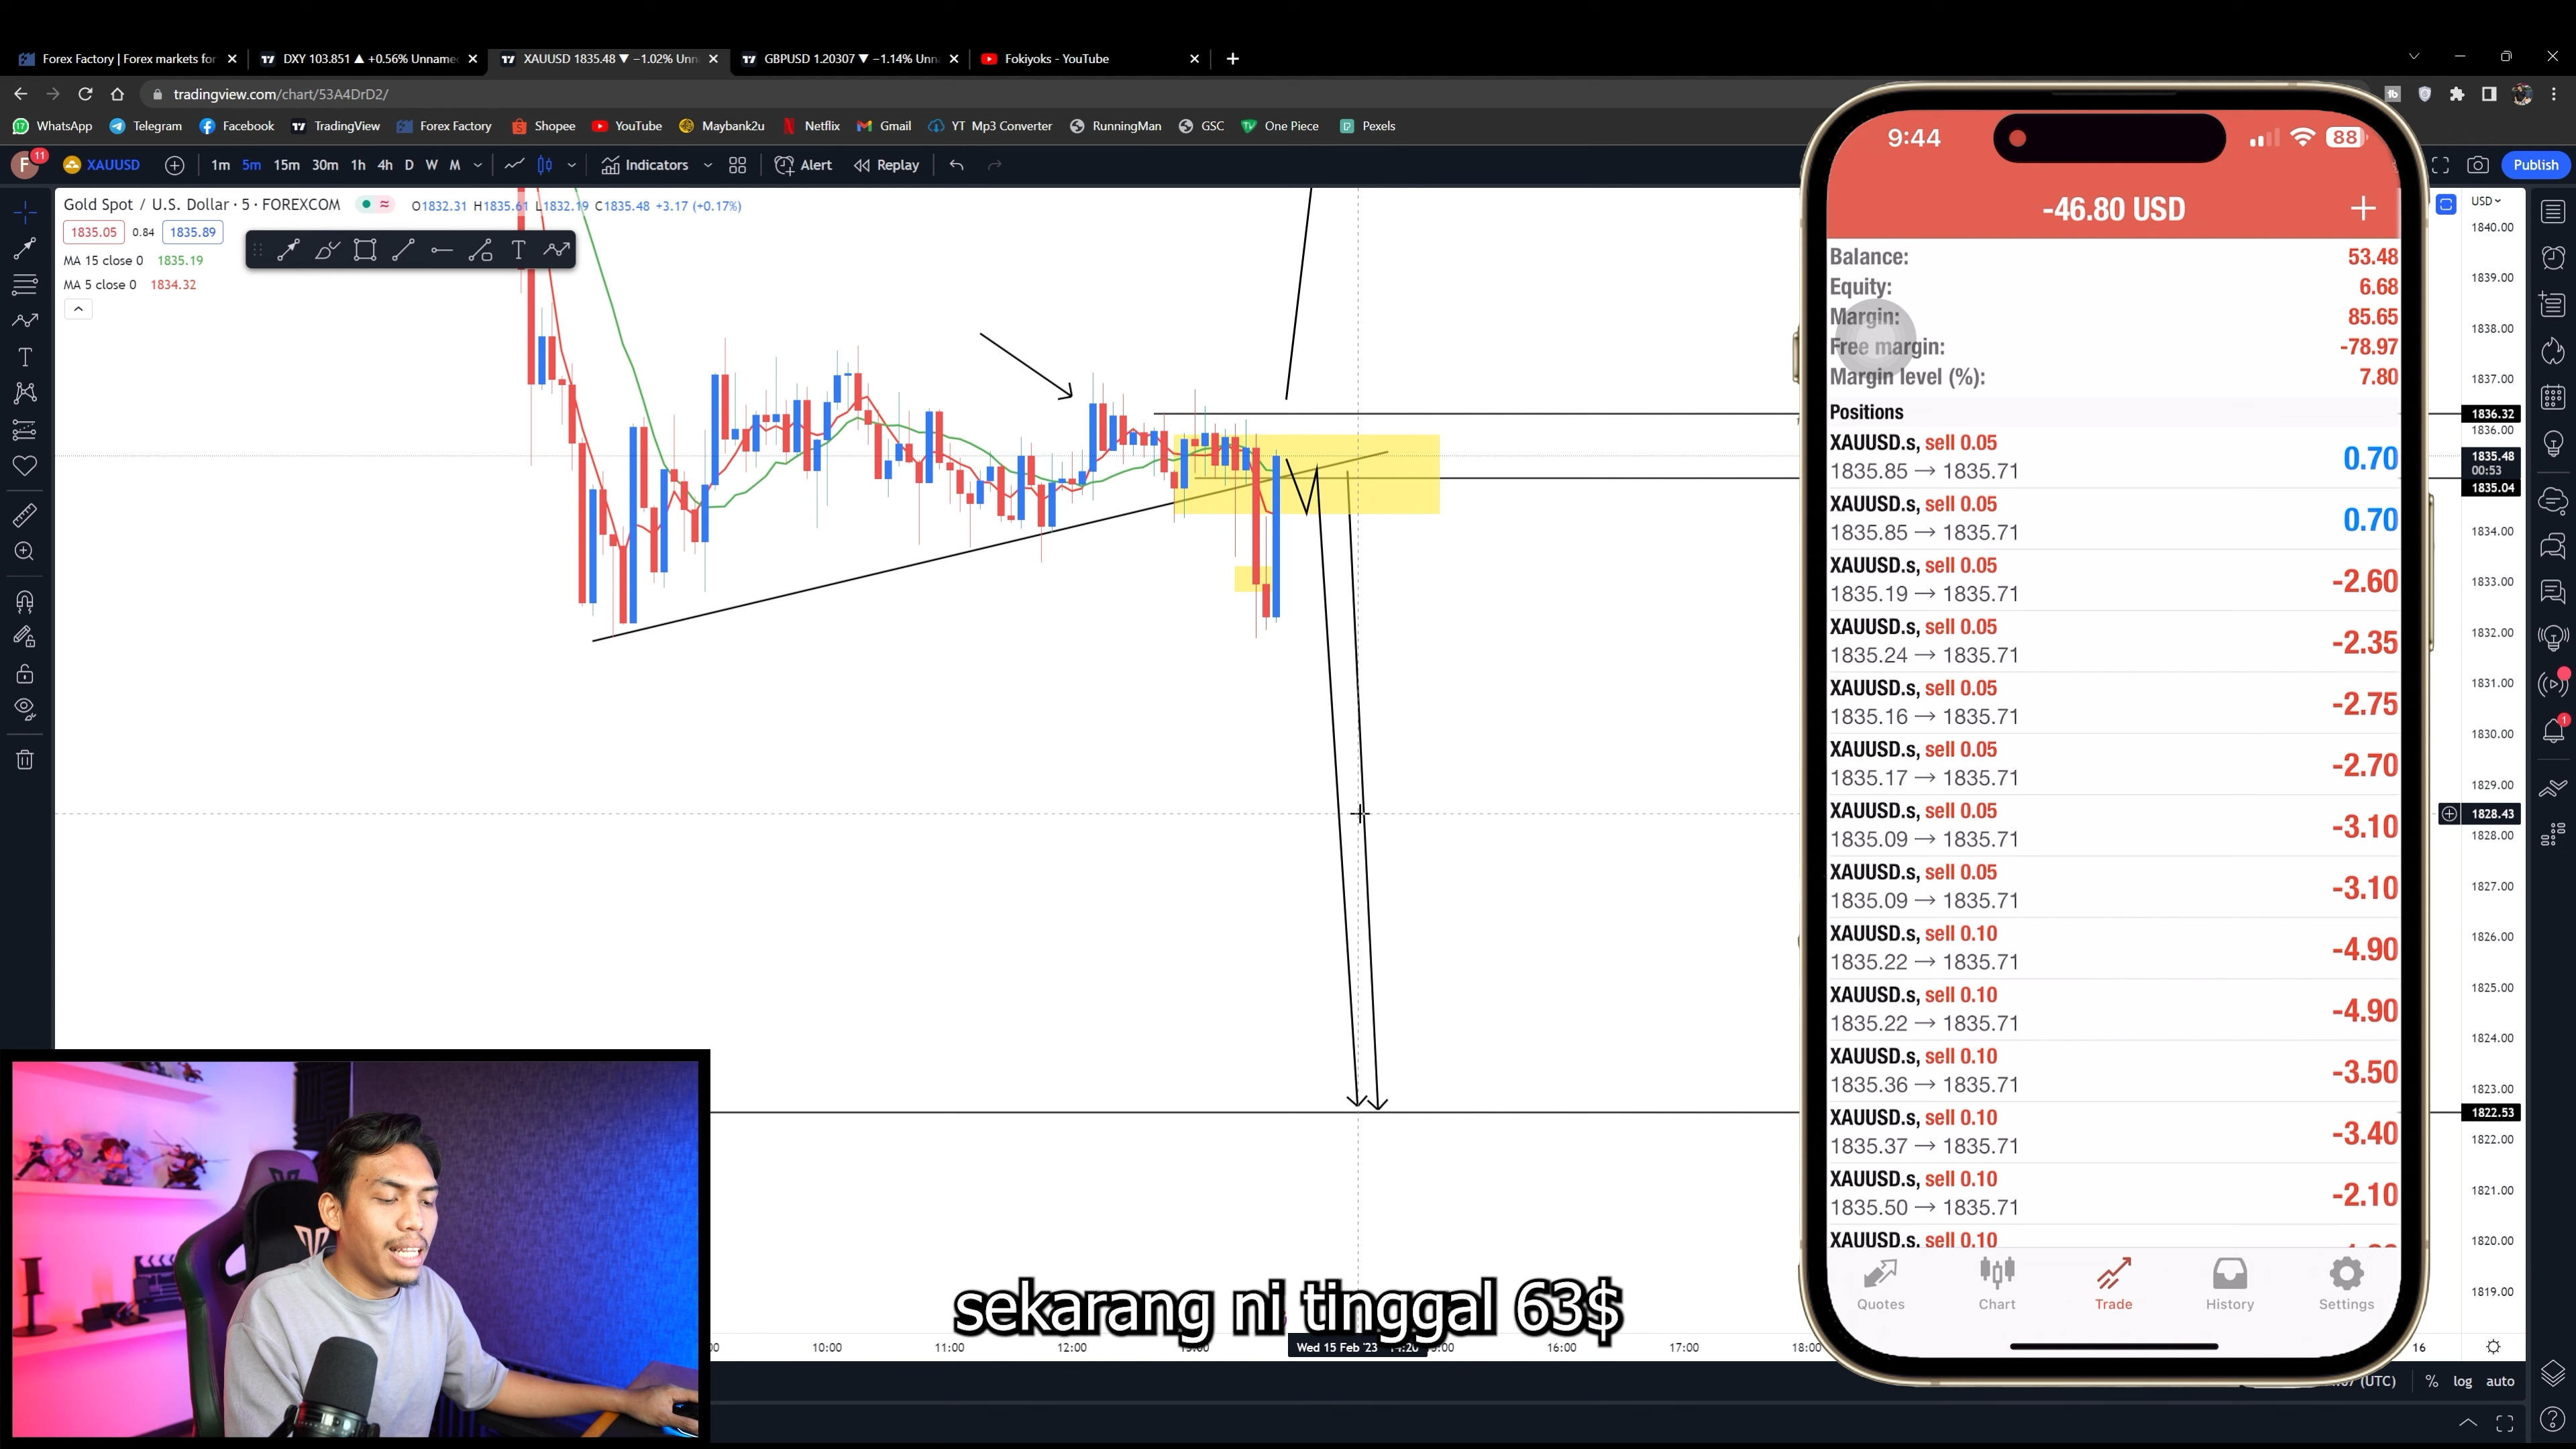 Forex Factory | Forex markets for
DXY 103.851 ▲ +0.56% Unname
XAUUSD 1835.48 ▼ −1.02% Unn
GBPUSD 1.20307 ▼ −1.14% Unn
Fokiyoks - YouTube
tradingview.com/chart/53A4DrD2/
WhatsApp
Telegram
Facebook
TradingView
Forex Factory
Shopee
YouTube
Maybank2u
Netflix
Gmail
YT Mp3 Converter
RunningMan
GSC
One Piece
Pexels
F 11
XAUUSD
1m 5m 15m 30m 1h 4h D W M
Indicators
Alert
Replay
Publish
Gold Spot / U.S. Dollar · 5 · FOREXCOM
O1832.31 H1835.61 L1832.19 C1835.48 +3.17 (+0.17%)
1835.05 0.84 1835.89
MA 15 close 0 1835.19
MA 5 close 0 1834.32
USD
1840.00
1839.00
1838.00
1837.00
1836.32
1836.00
1835.48
00:53
1835.04
1834.00
1833.00
1832.00
1831.00
1830.00
1829.00
1828.43
1828.00
1827.00
1826.00
1825.00
1824.00
1823.00
1822.53
1822.00
1821.00
1820.00
1819.00
9:44
88
-46.80 USD
Balance: 53.48
Equity: 6.68
Margin: 85.65
Free margin: -78.97
Margin level (%): 7.80
Positions
XAUUSD.s, sell 0.05
1835.85 → 1835.71
0.70
XAUUSD.s, sell 0.05
1835.85 → 1835.71
0.70
XAUUSD.s, sell 0.05
1835.19 → 1835.71
-2.60
XAUUSD.s, sell 0.05
1835.24 → 1835.71
-2.35
XAUUSD.s, sell 0.05
1835.16 → 1835.71
-2.75
XAUUSD.s, sell 0.05
1835.17 → 1835.71
-2.70
XAUUSD.s, sell 0.05
1835.09 → 1835.71
-3.10
XAUUSD.s, sell 0.05
1835.09 → 1835.71
-3.10
XAUUSD.s, sell 0.10
1835.22 → 1835.71
-4.90
XAUUSD.s, sell 0.10
1835.22 → 1835.71
-4.90
XAUUSD.s, sell 0.10
1835.36 → 1835.71
-3.50
XAUUSD.s, sell 0.10
1835.37 → 1835.71
-3.40
XAUUSD.s, sell 0.10
1835.50 → 1835.71
-2.10
XAUUSD.s, sell 0.10
Quotes
Chart
Trade
History
Settings
sekarang ni tinggal 63$
10:00 11:00 12:00
Wed 15 Feb '23
16:00 17:00 18:00 16
(UTC) % log auto